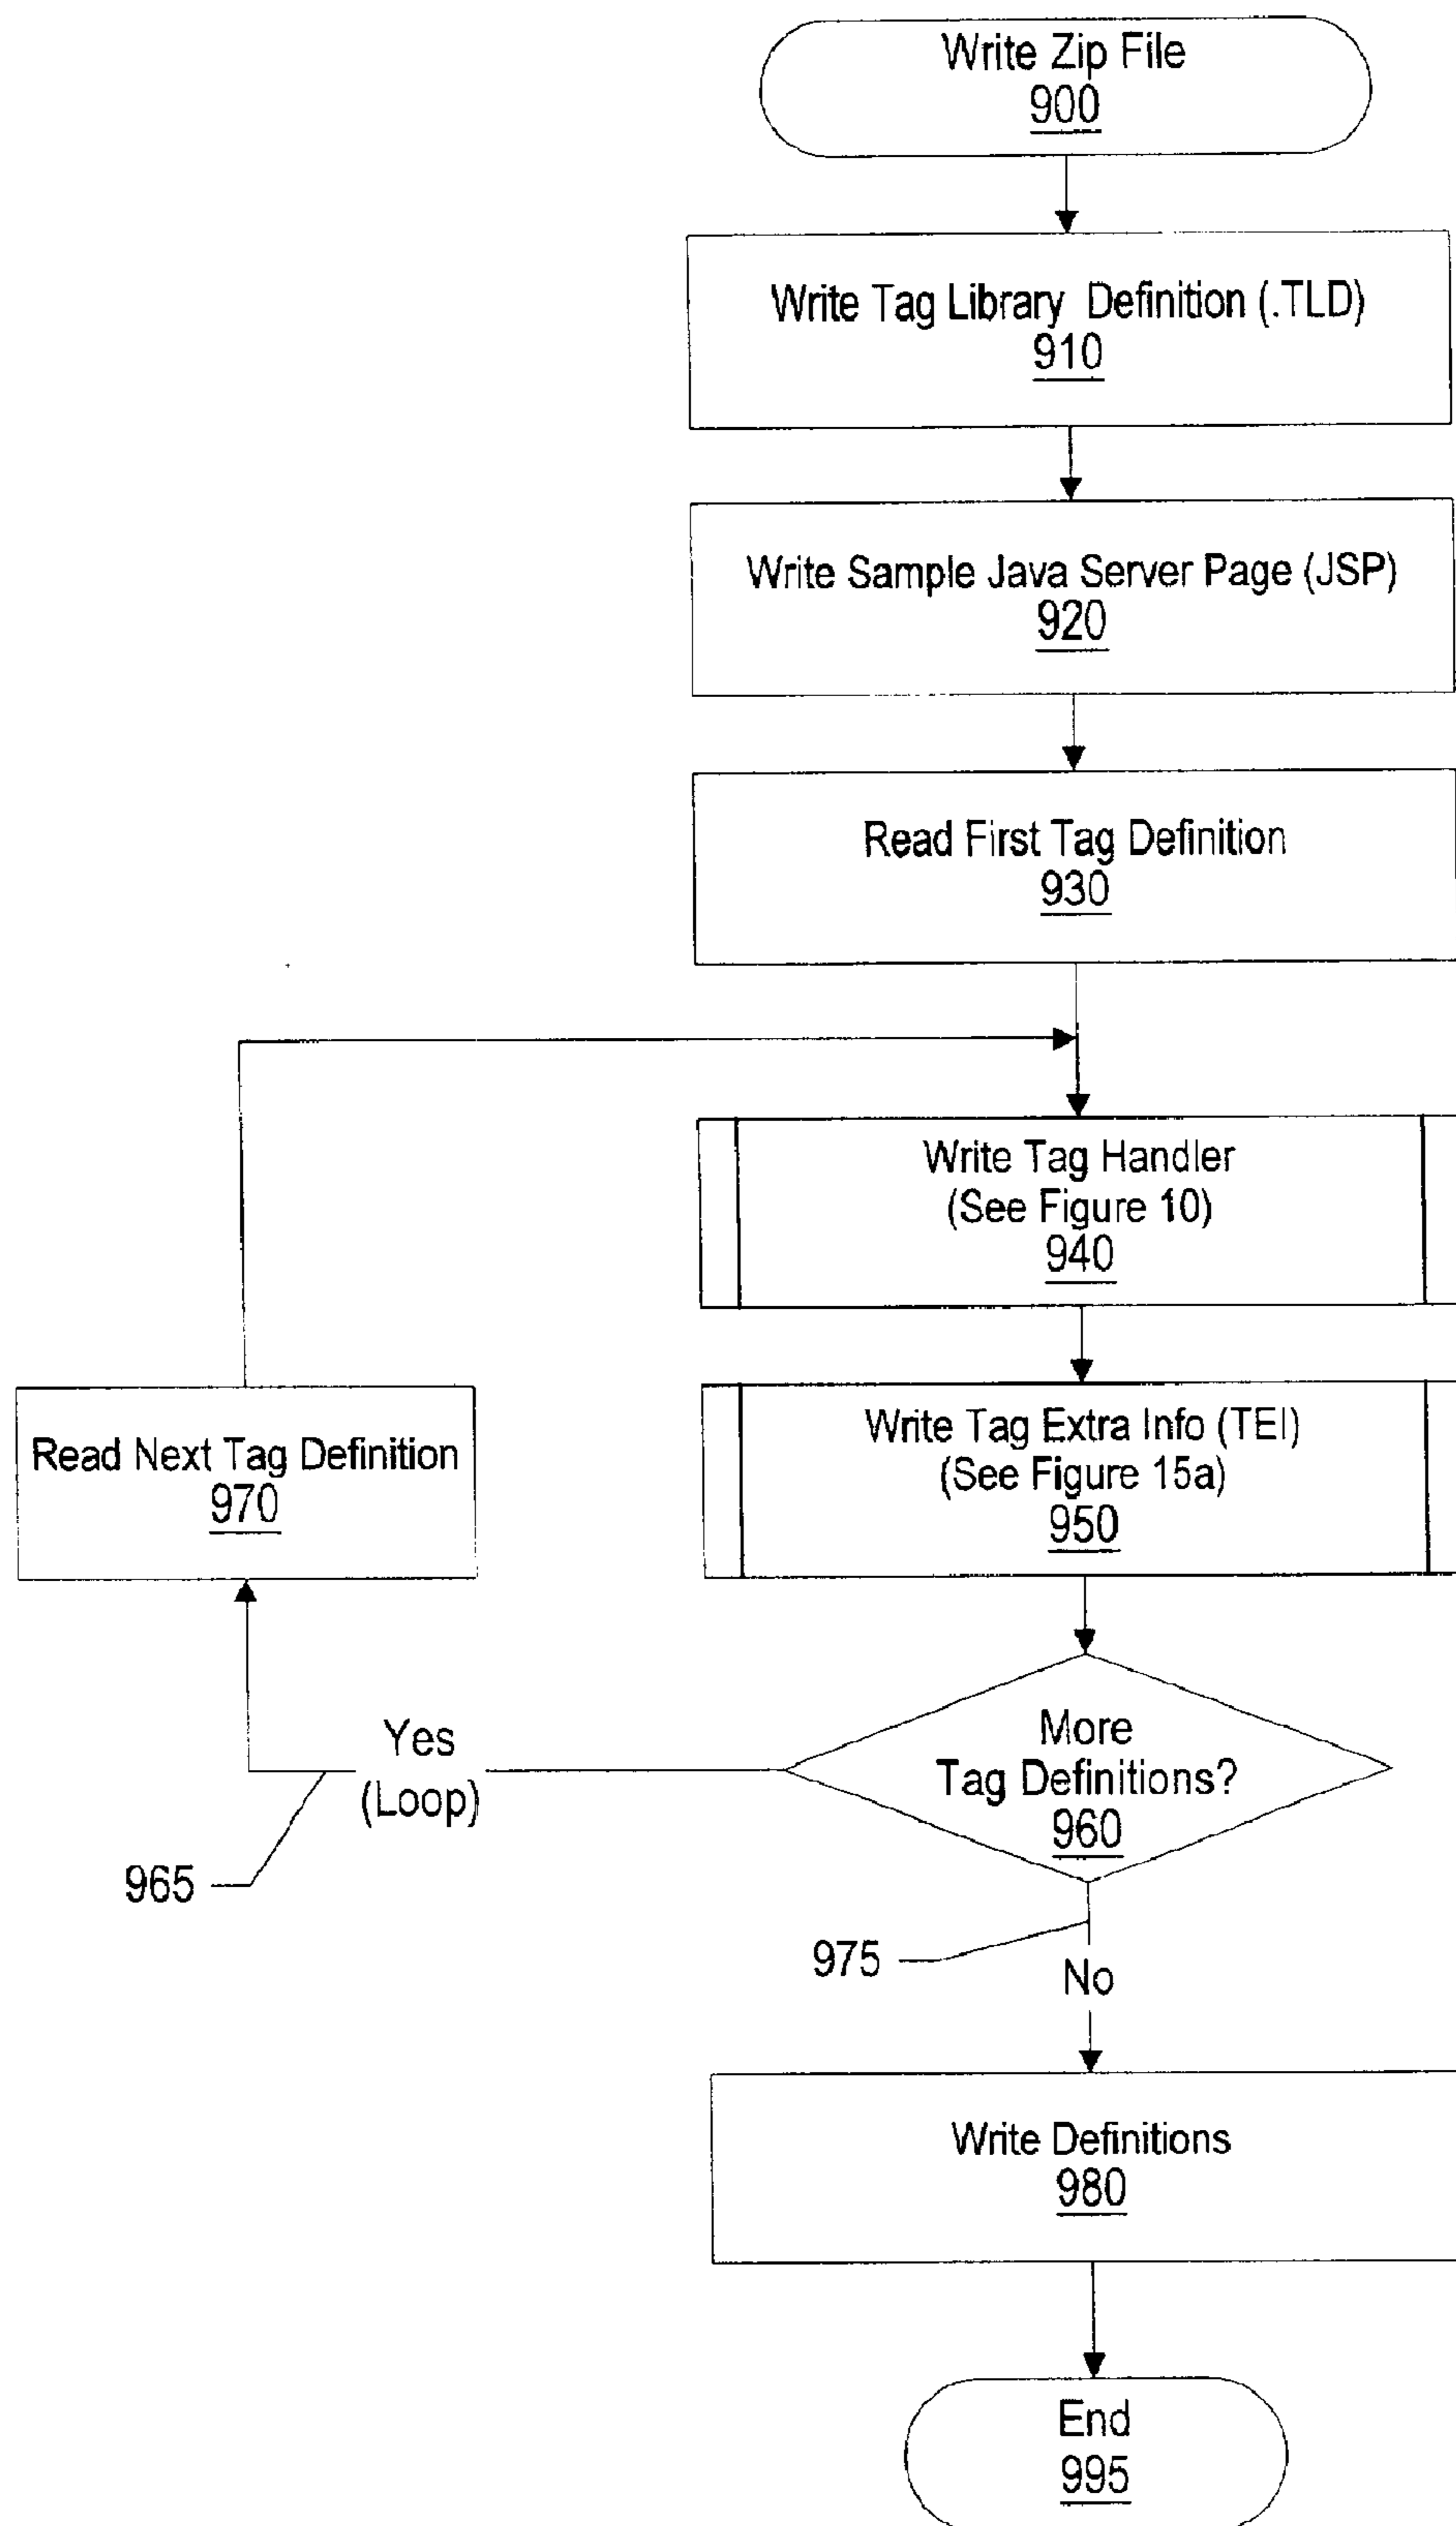 Write Zip File
900
Write Tag Library Definition (.TLD)
910
Write Sample Java Server Page (JSP)
920
Read First Tag Definition
930
Write Tag Handler
(See Figure 10)
940
Write Tag Extra Info (TEI)
(See Figure 15a)
950
Read Next Tag Definition
970
More
Tag Definitions?
960
Yes
(Loop)
965
975
No
Write Definitions
980
End
995